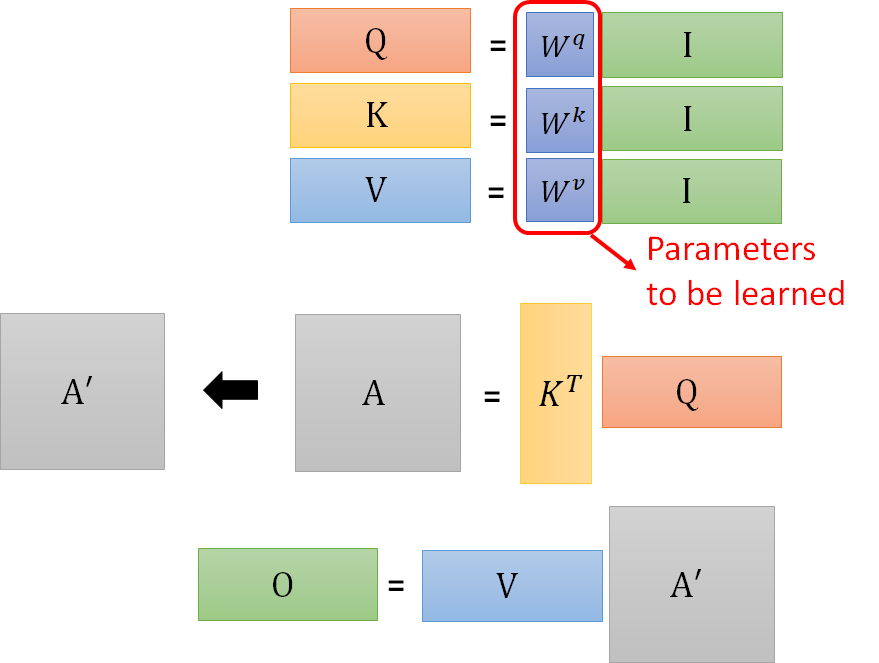 Q = W^q I
K = W^k I
V = W^v I
Parameters
to be learned
A′ A = K^T Q
O = V A′